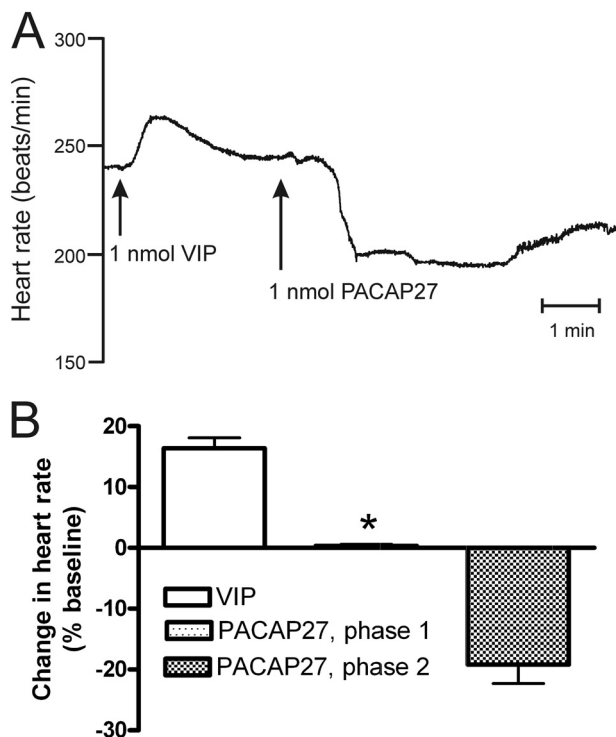 A
Heart rate (beats/min)
300
250
200
150
1 nmol VIP
1 nmol PACAP27
1 min
B
Change in heart rate
(% baseline)
20
10
0
-10
-20
-30
*
VIP
PACAP27, phase 1
PACAP27, phase 2